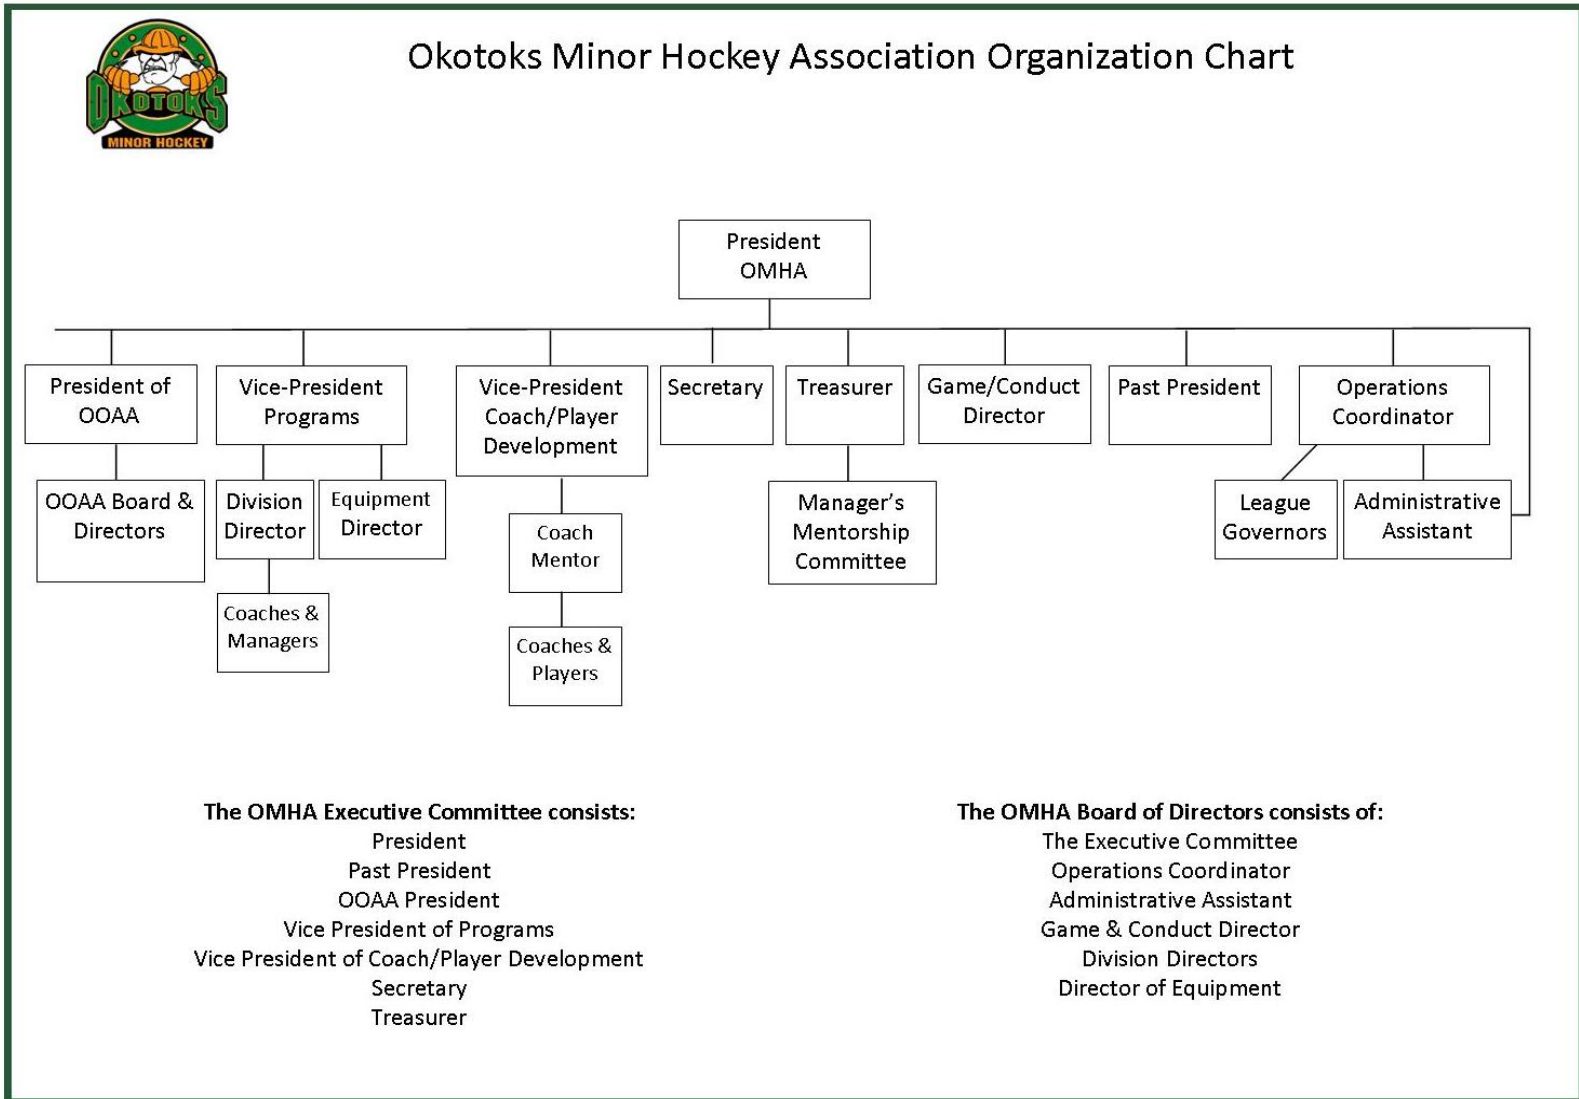 OKOTOKS
MINOR HOCKEY
Okotoks Minor Hockey Association Organization Chart
President
OMHA
President of
OOAA
Vice-President
Programs
Vice-President
Coach/Player
Development
Secretary
Treasurer
Game/Conduct
Director
Past President
Operations
Coordinator
OOAA Board &
Directors
Division
Director
Equipment
Director
Coach
Mentor
Manager’s
Mentorship
Committee
League
Governors
Administrative
Assistant
Coaches &
Managers
Coaches &
Players
The OMHA Executive Committee consists:
President
Past President
OOAA President
Vice President of Programs
Vice President of Coach/Player Development
Secretary
Treasurer
The OMHA Board of Directors consists of:
The Executive Committee
Operations Coordinator
Administrative Assistant
Game & Conduct Director
Division Directors
Director of Equipment